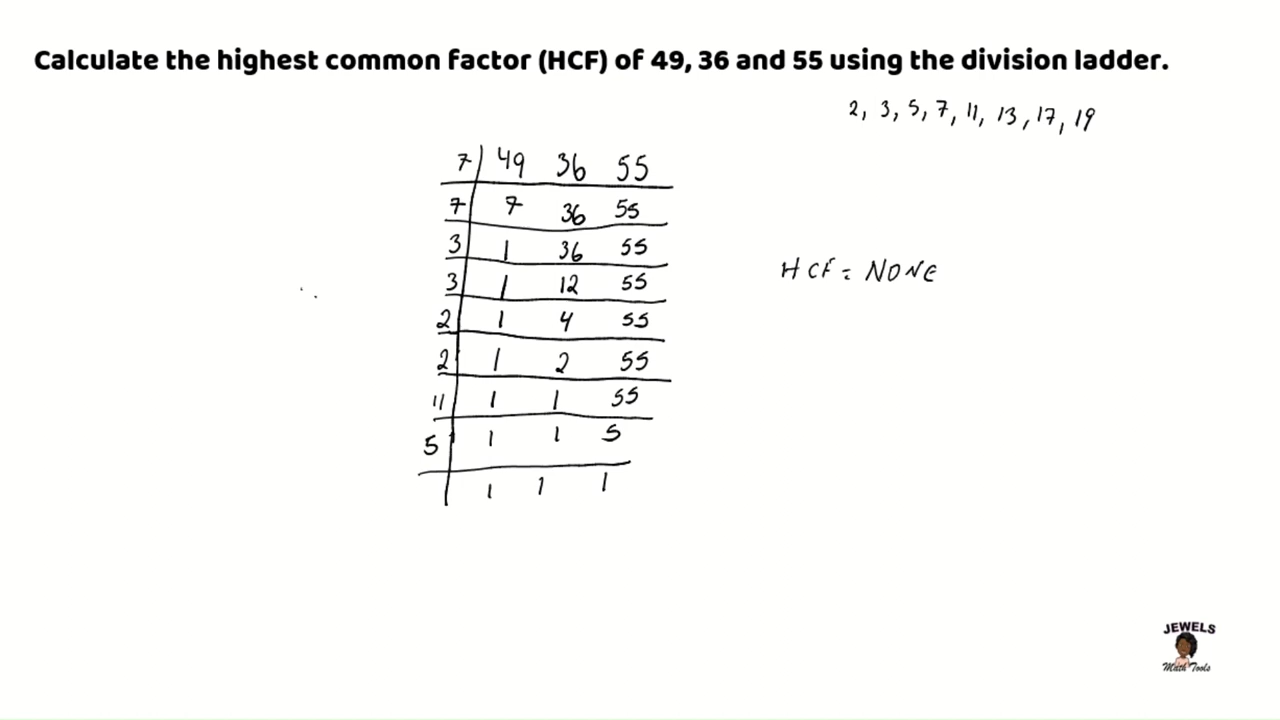 Calculate the highest common factor (HCF) of 49, 36 and 55 using the division ladder.
2, 3, 5, 7, 11, 13, 17, 19
7 49 36 55
7 7 36 55
3 1 36 55
HCF = NONE
3 1 12 55
2 1 4 55
2 1 2 55
11 1 1 55
5 1 1 5
1 1 1
JEWELS
Math Tools